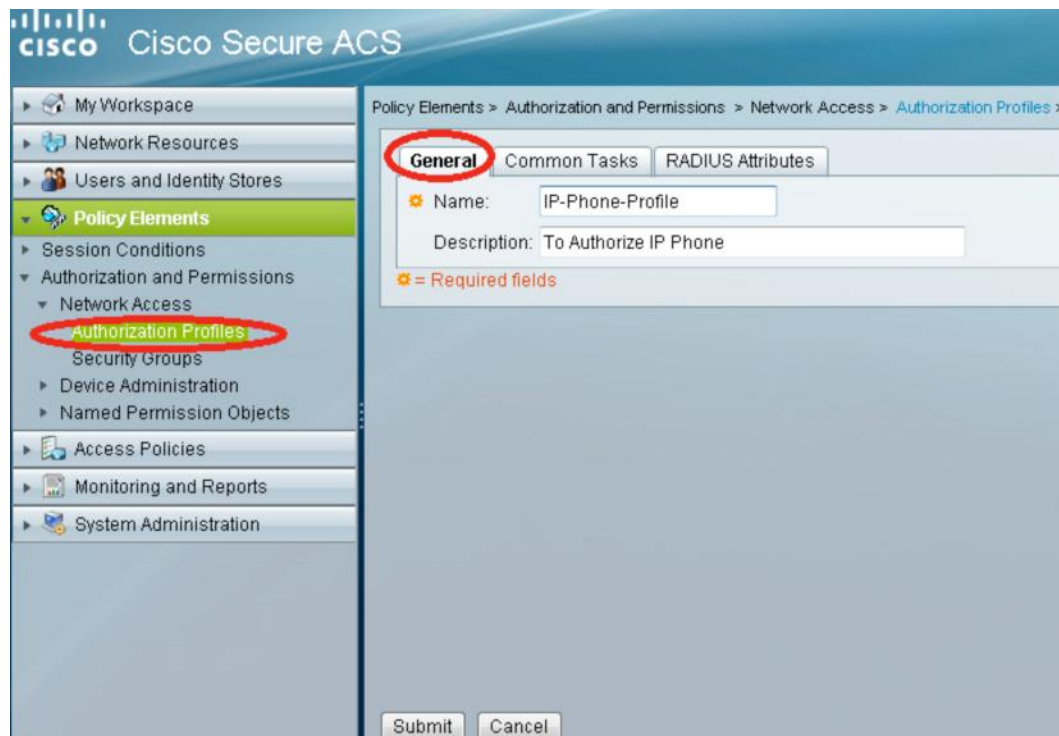 CISCO Cisco Secure ACS
My Workspace
Network Resources
Users and Identity Stores
Policy Elements
Session Conditions
Authorization and Permissions
Network Access
Authorization Profiles
Security Groups
Device Administration
Named Permission Objects
Access Policies
Monitoring and Reports
System Administration
Policy Elements > Authorization and Permissions > Network Access > Authorization Profiles >
General Common Tasks RADIUS Attributes
Name: IP-Phone-Profile
Description: To Authorize IP Phone
= Required fields
Submit Cancel